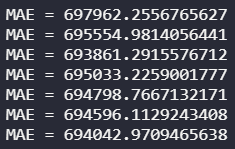 MAE = 697962.2556765627
MAE = 695554.9814056441
MAE = 693861.2915576712
MAE = 695033.2259001777
MAE = 694798.7667132171
MAE = 694596.1129243408
MAE = 694042.9709465638